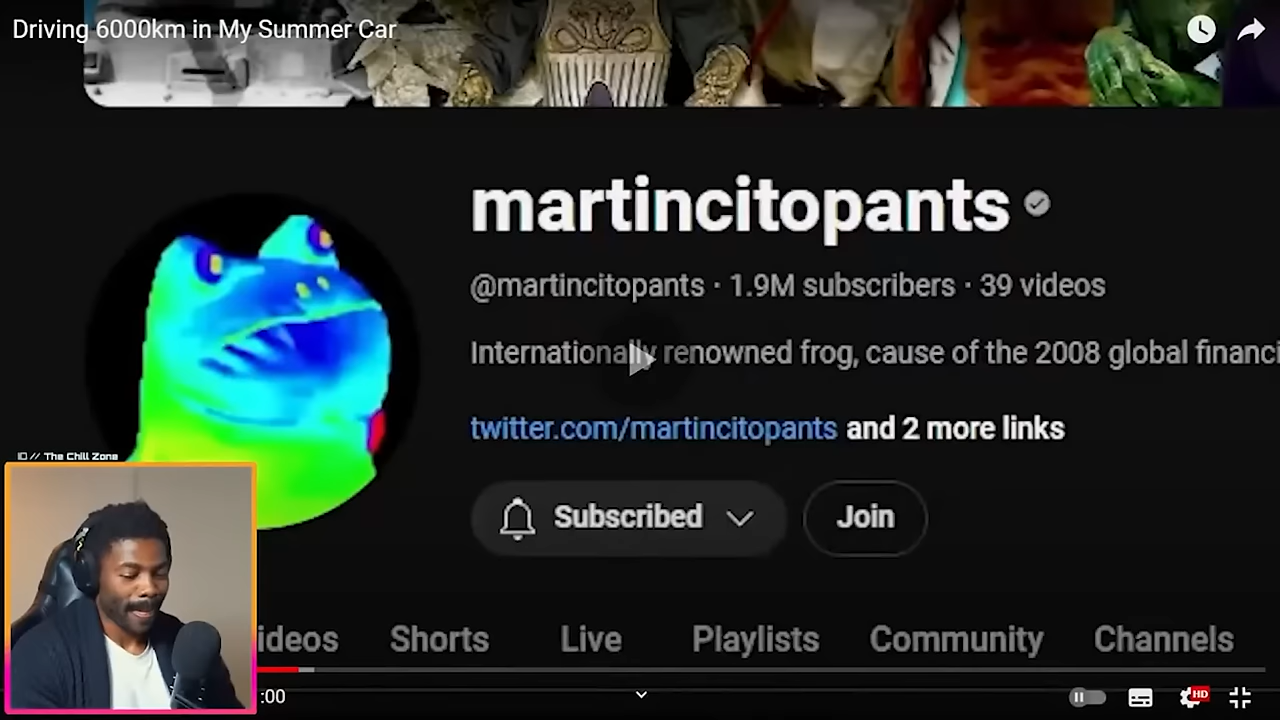 Driving 6000km in My Summer Car
martincitopants
@martincitopants · 1.9M subscribers · 39 videos
Internationally renowned frog, cause of the 2008 global financi
twitter.com/martincitopants and 2 more links
Subscribed
Join
// The Chill Zone
ideos Shorts Live Playlists Community Channels
:00
HD